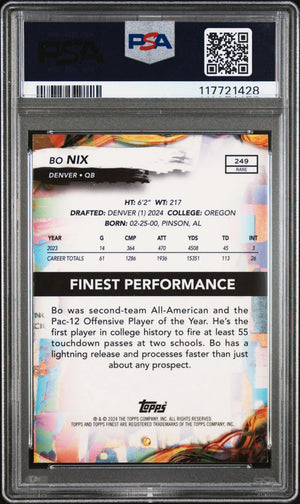 PSA
PSA
117721428
BO NIX
DENVER • QB
249
RARE
HT: 6'2" WT: 217
DRAFTED: DENVER (1) 2024 COLLEGE: OREGON
BORN: 02-25-00, PINSON, AL
YEAR G CMP ATT YDS TD INT
2023 14 364 470 4508 45 3
CAREER TOTALS 61 1286 1936 15351 113 26
FINEST PERFORMANCE
Bo was second-team All-American and the
Pac-12 Offensive Player of the Year. He's the
first player in college history to fire at least 55
touchdown passes at two schools. Bo has a
lightning release and processes faster than just
about any prospect.
Topps
® & © 2024 THE TOPPS COMPANY, INC. ALL RIGHTS RESERVED.
TOPPS AND TOPPS FINEST ARE REGISTERED TRADEMARKS OF THE TOPPS COMPANY, INC.